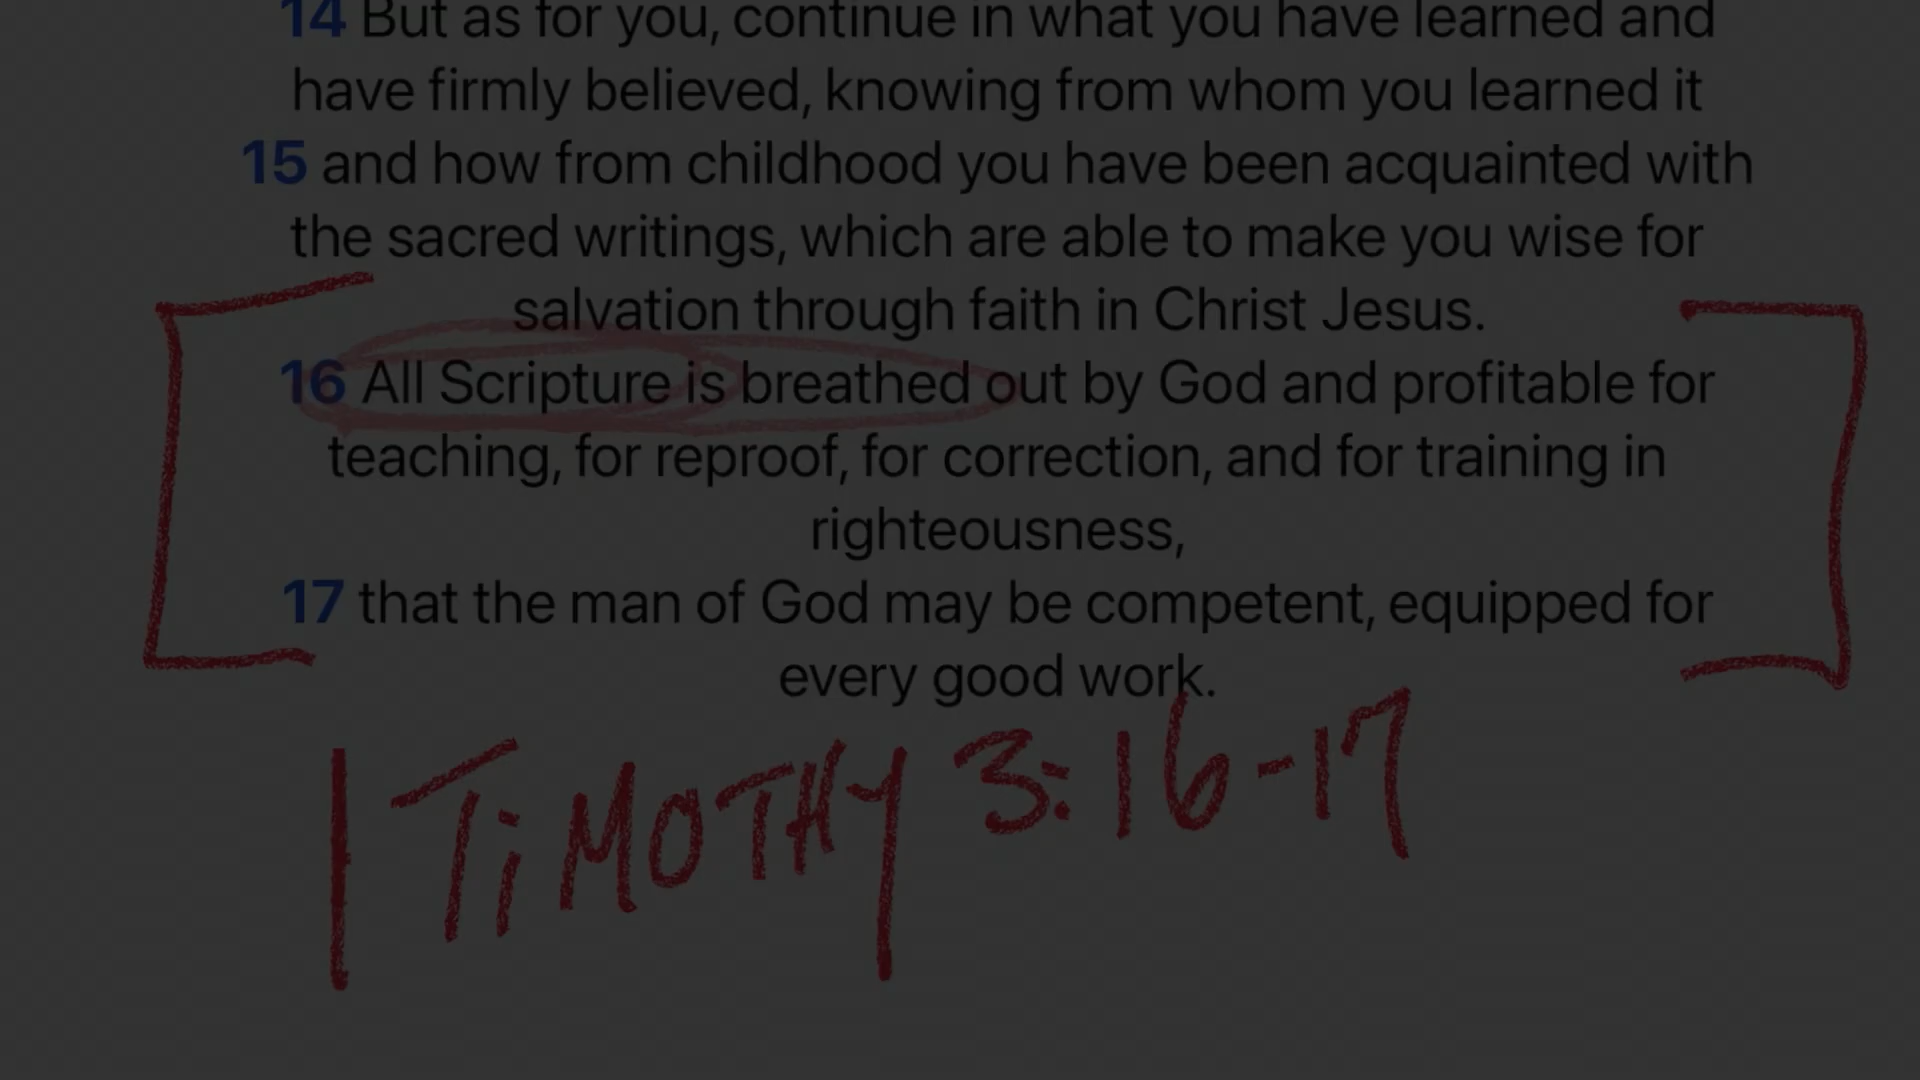 14 But as for you, continue in what you have learned and
have firmly believed, knowing from whom you learned it
15 and how from childhood you have been acquainted with
the sacred writings, which are able to make you wise for
salvation through faith in Christ Jesus.
16 All Scripture is breathed out by God and profitable for
teaching, for reproof, for correction, and for training in
righteousness,
17 that the man of God may be competent, equipped for
every good work.
1 TiMOTHY 3:16-17